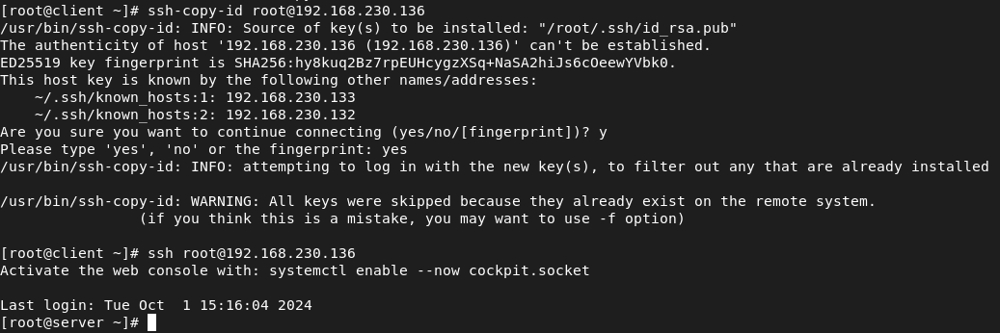 [root@client ~]# ssh-copy-id root@192.168.230.136
/usr/bin/ssh-copy-id: INFO: Source of key(s) to be installed: "/root/.ssh/id_rsa.pub"
The authenticity of host '192.168.230.136 (192.168.230.136)' can't be established.
ED25519 key fingerprint is SHA256:hy8kuq2Bz7rpEUHcygzXSq+NaSA2hiJs6cOeewYVbk0.
This host key is known by the following other names/addresses:
    ~/.ssh/known_hosts:1: 192.168.230.133
    ~/.ssh/known_hosts:2: 192.168.230.132
Are you sure you want to continue connecting (yes/no/[fingerprint])? y
Please type 'yes', 'no' or the fingerprint: yes
/usr/bin/ssh-copy-id: INFO: attempting to log in with the new key(s), to filter out any that are already installed
/usr/bin/ssh-copy-id: WARNING: All keys were skipped because they already exist on the remote system.
                (if you think this is a mistake, you may want to use -f option)
[root@client ~]# ssh root@192.168.230.136
Activate the web console with: systemctl enable --now cockpit.socket
Last login: Tue Oct  1 15:16:04 2024
[root@server ~]#